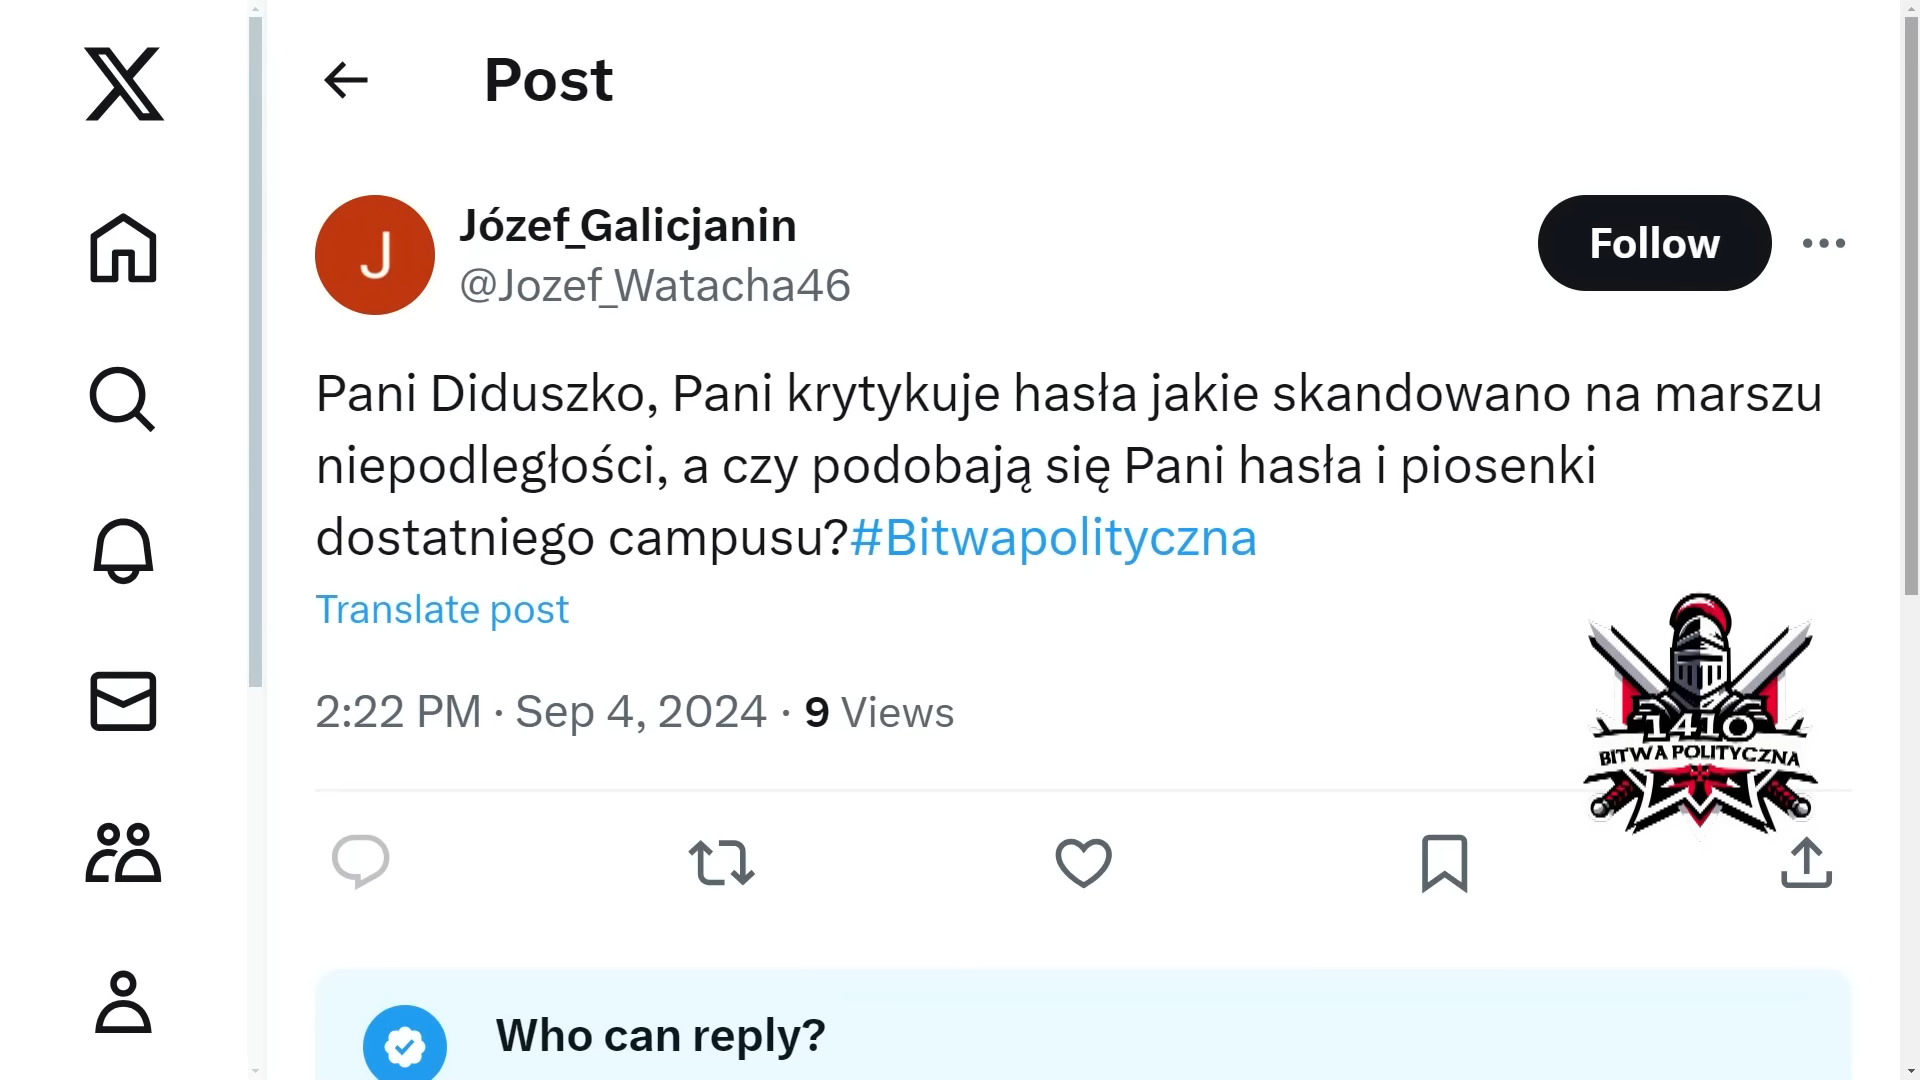 Post
J
Józef_Galicjanin
@Jozef_Watacha46
Follow
Pani Diduszko, Pani krytykuje hasła jakie skandowano na marszu
niepodległości, a czy podobają się Pani hasła i piosenki
dostatniego campusu?#Bitwapolityczna
Translate post
2:22 PM · Sep 4, 2024 · 9 Views
1410
BITWA POLITYCZNA
Who can reply?